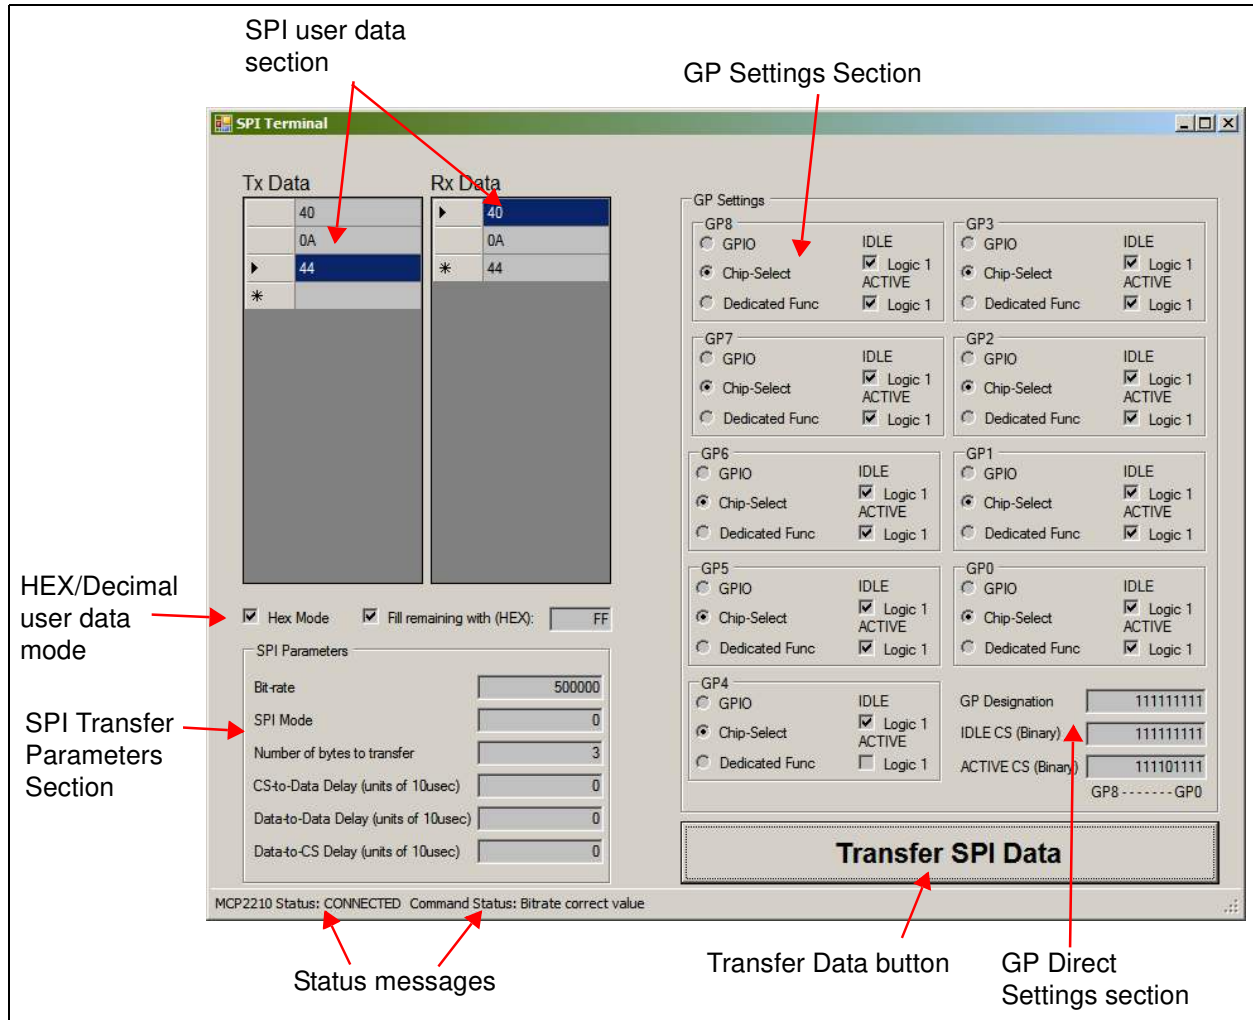 SPI user data
section
GP Settings Section
SPI Terminal
Tx Data
Rx Data
40
0A
44
*
40
0A
* 44
HEX/Decimal
user data
mode
Hex Mode
Fill remaining with (HEX): FF
SPI Transfer
Parameters
Section
SPI Parameters
Bit-rate 500000
SPI Mode 0
Number of bytes to transfer 3
CS-to-Data Delay (units of 10usec) 0
Data-to-Data Delay (units of 10usec) 0
Data-to-CS Delay (units of 10usec) 0
GP Settings
GP8
GPIO IDLE
Chip-Select Logic 1
ACTIVE
Dedicated Func Logic 1
GP7
GPIO IDLE
Chip-Select Logic 1
ACTIVE
Dedicated Func Logic 1
GP6
GPIO IDLE
Chip-Select Logic 1
ACTIVE
Dedicated Func Logic 1
GP5
GPIO IDLE
Chip-Select Logic 1
ACTIVE
Dedicated Func Logic 1
GP4
GPIO IDLE
Chip-Select Logic 1
ACTIVE
Dedicated Func Logic 1
GP3
GPIO IDLE
Chip-Select Logic 1
ACTIVE
Dedicated Func Logic 1
GP2
GPIO IDLE
Chip-Select Logic 1
ACTIVE
Dedicated Func Logic 1
GP1
GPIO IDLE
Chip-Select Logic 1
ACTIVE
Dedicated Func Logic 1
GP0
GPIO IDLE
Chip-Select Logic 1
ACTIVE
Dedicated Func Logic 1
GP Designation 111111111
IDLE CS (Binary) 111111111
ACTIVE CS (Binary) 111101111
GP8-------GP0
Transfer SPI Data
MCP2210 Status: CONNECTED Command Status: Bitrate correct value
Status messages
Transfer Data button
GP Direct
Settings section